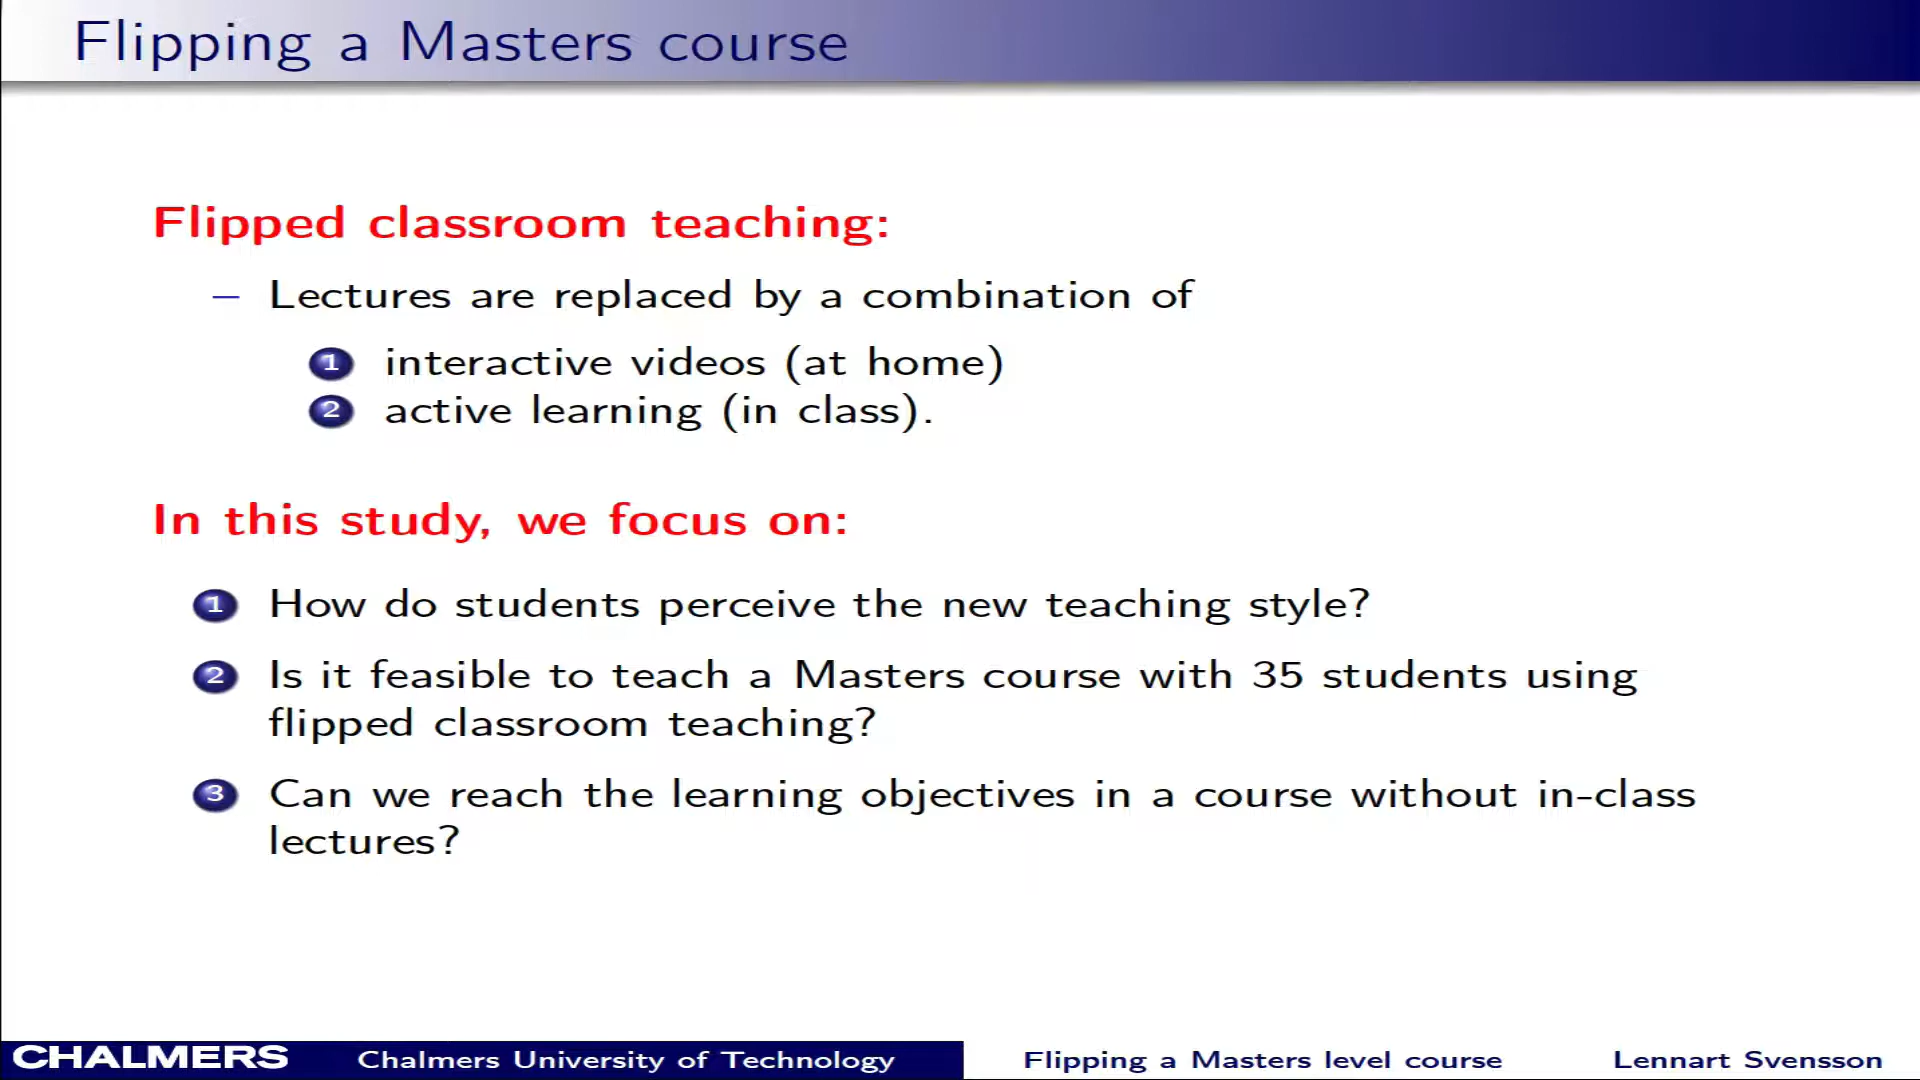 Flipping a Masters course
Flipped classroom teaching:
– Lectures are replaced by a combination of
1 interactive videos (at home)
2 active learning (in class).
In this study, we focus on:
1 How do students perceive the new teaching style?
2 Is it feasible to teach a Masters course with 35 students using
flipped classroom teaching?
3 Can we reach the learning objectives in a course without in-class
lectures?
CHALMERS Chalmers University of Technology Flipping a Masters level course Lennart Svensson